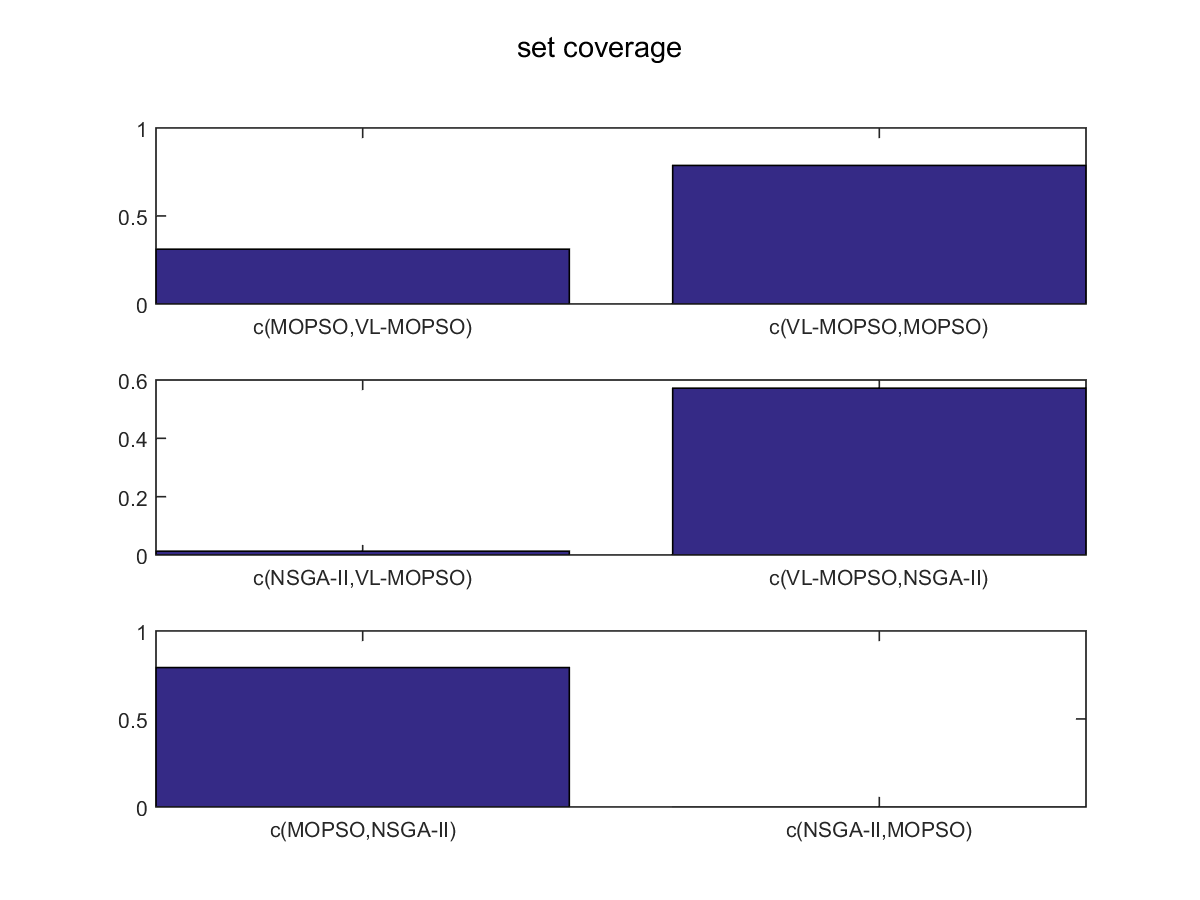 set coverage
1
0.5
0
c(MOPSO,VL-MOPSO) c(VL-MOPSO,MOPSO)
0.6
0.4
0.2
0
c(NSGA-II,VL-MOPSO) c(VL-MOPSO,NSGA-II)
1
0.5
0
c(MOPSO,NSGA-II) c(NSGA-II,MOPSO)